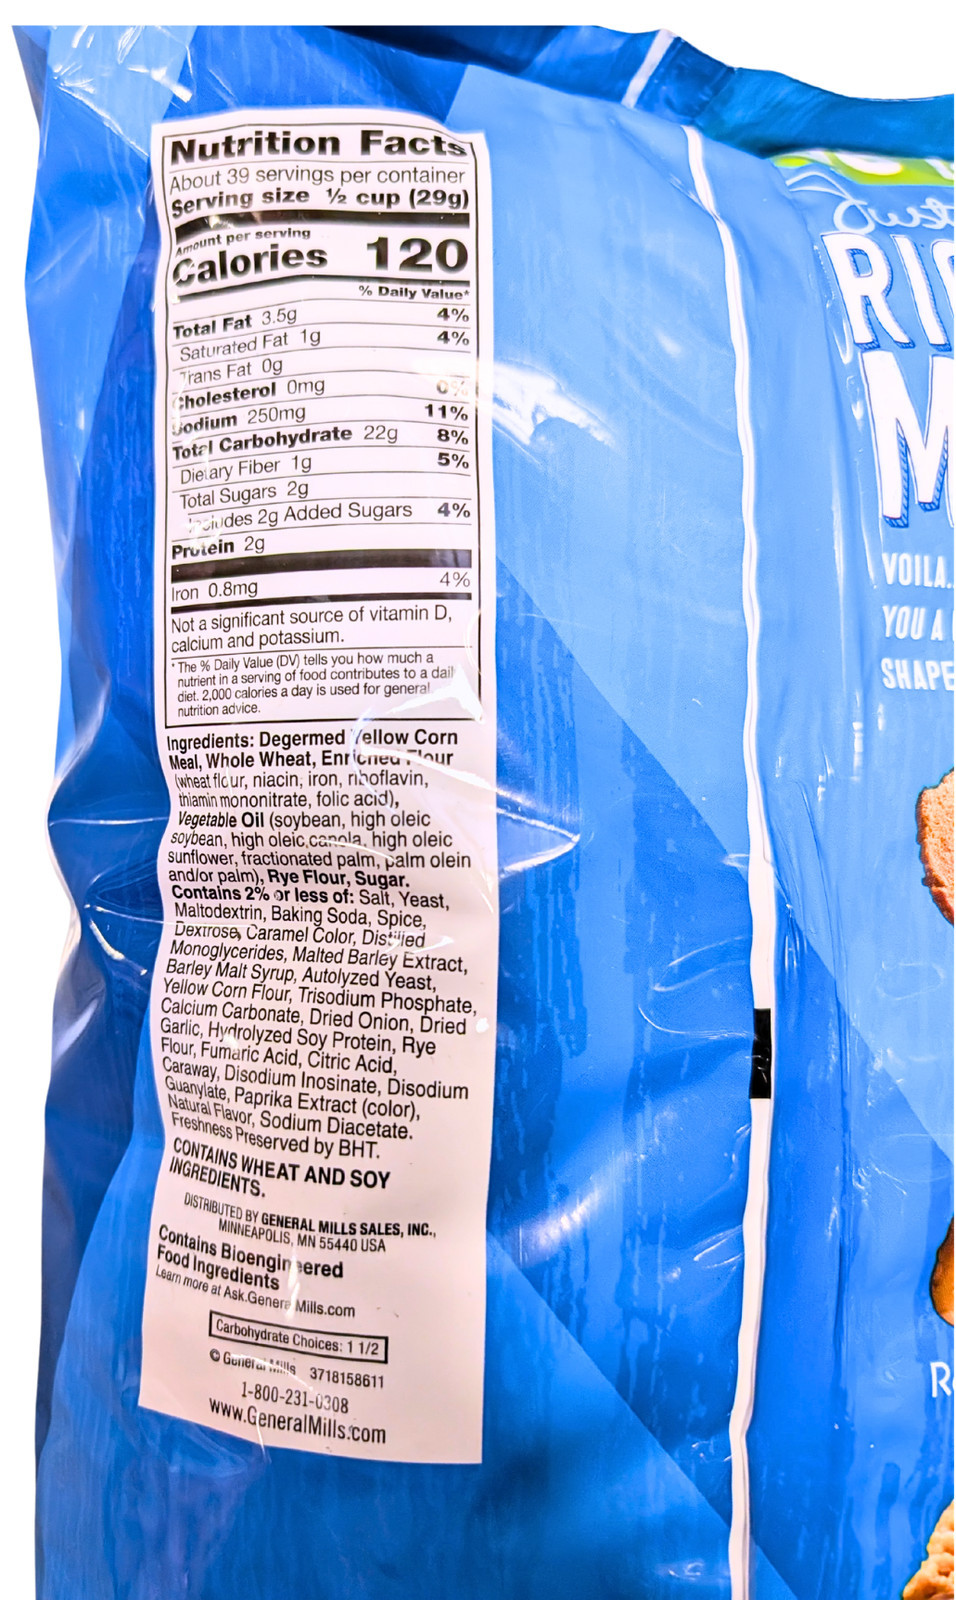 Nutrition Facts
About 39 servings per container
Serving size ½ cup (29g)
Amount per serving
Calories 120
% Daily Value*
Total Fat 3.5g 4%
Saturated Fat 1g 4%
Trans Fat 0g
Cholesterol 0mg 0%
Sodium 250mg 11%
Total Carbohydrate 22g 8%
Dietary Fiber 1g 5%
Total Sugars 2g
Includes 2g Added Sugars 4%
Protein 2g
Iron 0.8mg 4%
Not a significant source of vitamin D,
calcium and potassium.
* The % Daily Value (DV) tells you how much a
nutrient in a serving of food contributes to a daily
diet. 2,000 calories a day is used for general
nutrition advice.
Ingredients: Degermed Yellow Corn
Meal, Whole Wheat, Enriched Flour
(wheat flour, niacin, iron, riboflavin,
thiamin mononitrate, folic acid),
Vegetable Oil (soybean, high oleic
soybean, high oleic canola, high oleic
sunflower, fractionated palm, palm olein
and/or palm), Rye Flour, Sugar.
Contains 2% or less of: Salt, Yeast,
Maltodextrin, Baking Soda, Spice,
Dextrose, Caramel Color, Distilled
Monoglycerides, Malted Barley Extract,
Barley Malt Syrup, Autolyzed Yeast,
Yellow Corn Flour, Trisodium Phosphate,
Calcium Carbonate, Dried Onion, Dried
Garlic, Hydrolyzed Soy Protein, Rye
Flour, Fumaric Acid, Citric Acid,
Caraway, Disodium Inosinate, Disodium
Guanylate, Paprika Extract (color),
Natural Flavor, Sodium Diacetate.
Freshness Preserved by BHT.
CONTAINS WHEAT AND SOY
INGREDIENTS.
DISTRIBUTED BY GENERAL MILLS SALES, INC.,
MINNEAPOLIS, MN 55440 USA
Contains Bioengineered
Food Ingredients
Learn more at Ask.GeneralMills.com
Carbohydrate Choices: 1 1/2
© General Mills 3718158611
1-800-231-0308
www.GeneralMills.com
Just
M
VOILA..
YOU A
SHAPE